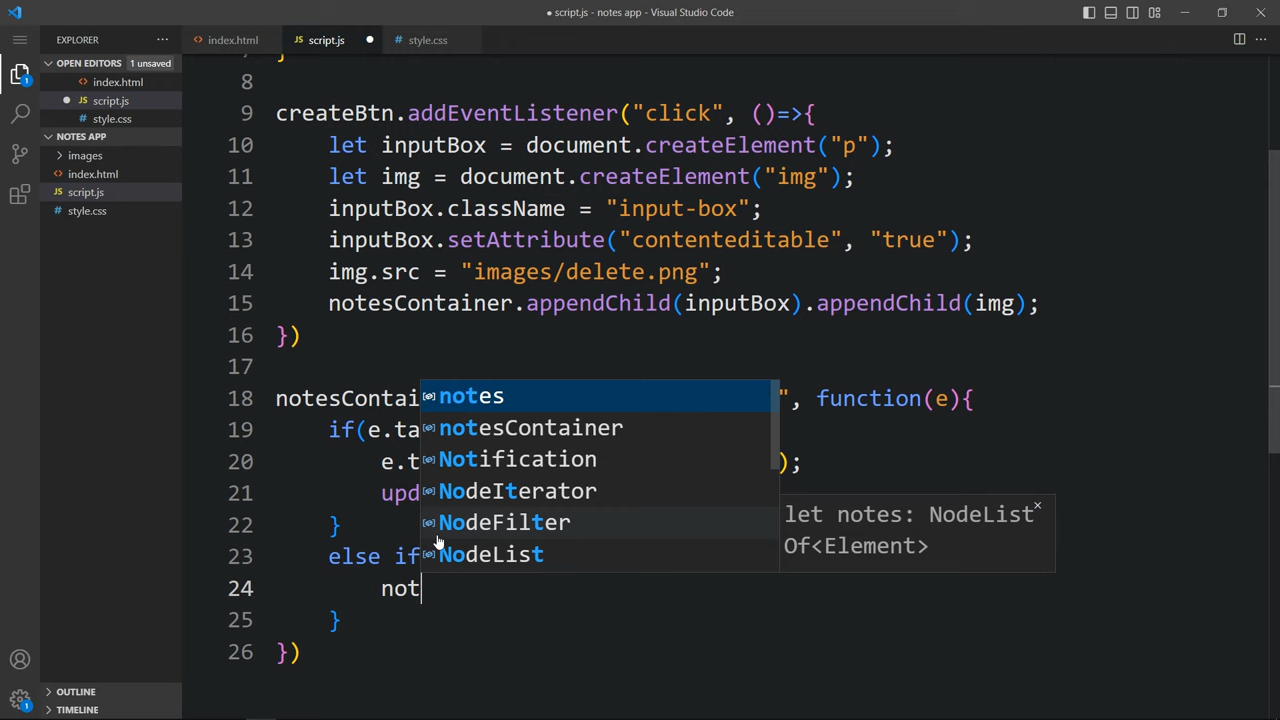 ● script.js - notes app - Visual Studio Code
EXPLORER
index.html
JS script.js
style.css
OPEN EDITORS 1 unsaved
index.html
JS script.js
style.css
NOTES APP
images
index.html
JS script.js
style.css
OUTLINE
TIMELINE
1
1
8
9 createBtn.addEventListener("click", ()=>{
10 let inputBox = document.createElement("p");
11 let img = document.createElement("img");
12 inputBox.className = "input-box";
13 inputBox.setAttribute("contenteditable", "true");
14 img.src = "images/delete.png";
15 notesContainer.appendChild(inputBox).appendChild(img);
16 })
17
18 notesContai ", function(e){
19 if(e.ta
20 e.t );
21 upd
22 }
23 else if
24 not
25 }
26 })
notes
notesContainer
Notification
NodeIterator
NodeFilter
NodeList
let notes: NodeList
Of<Element>